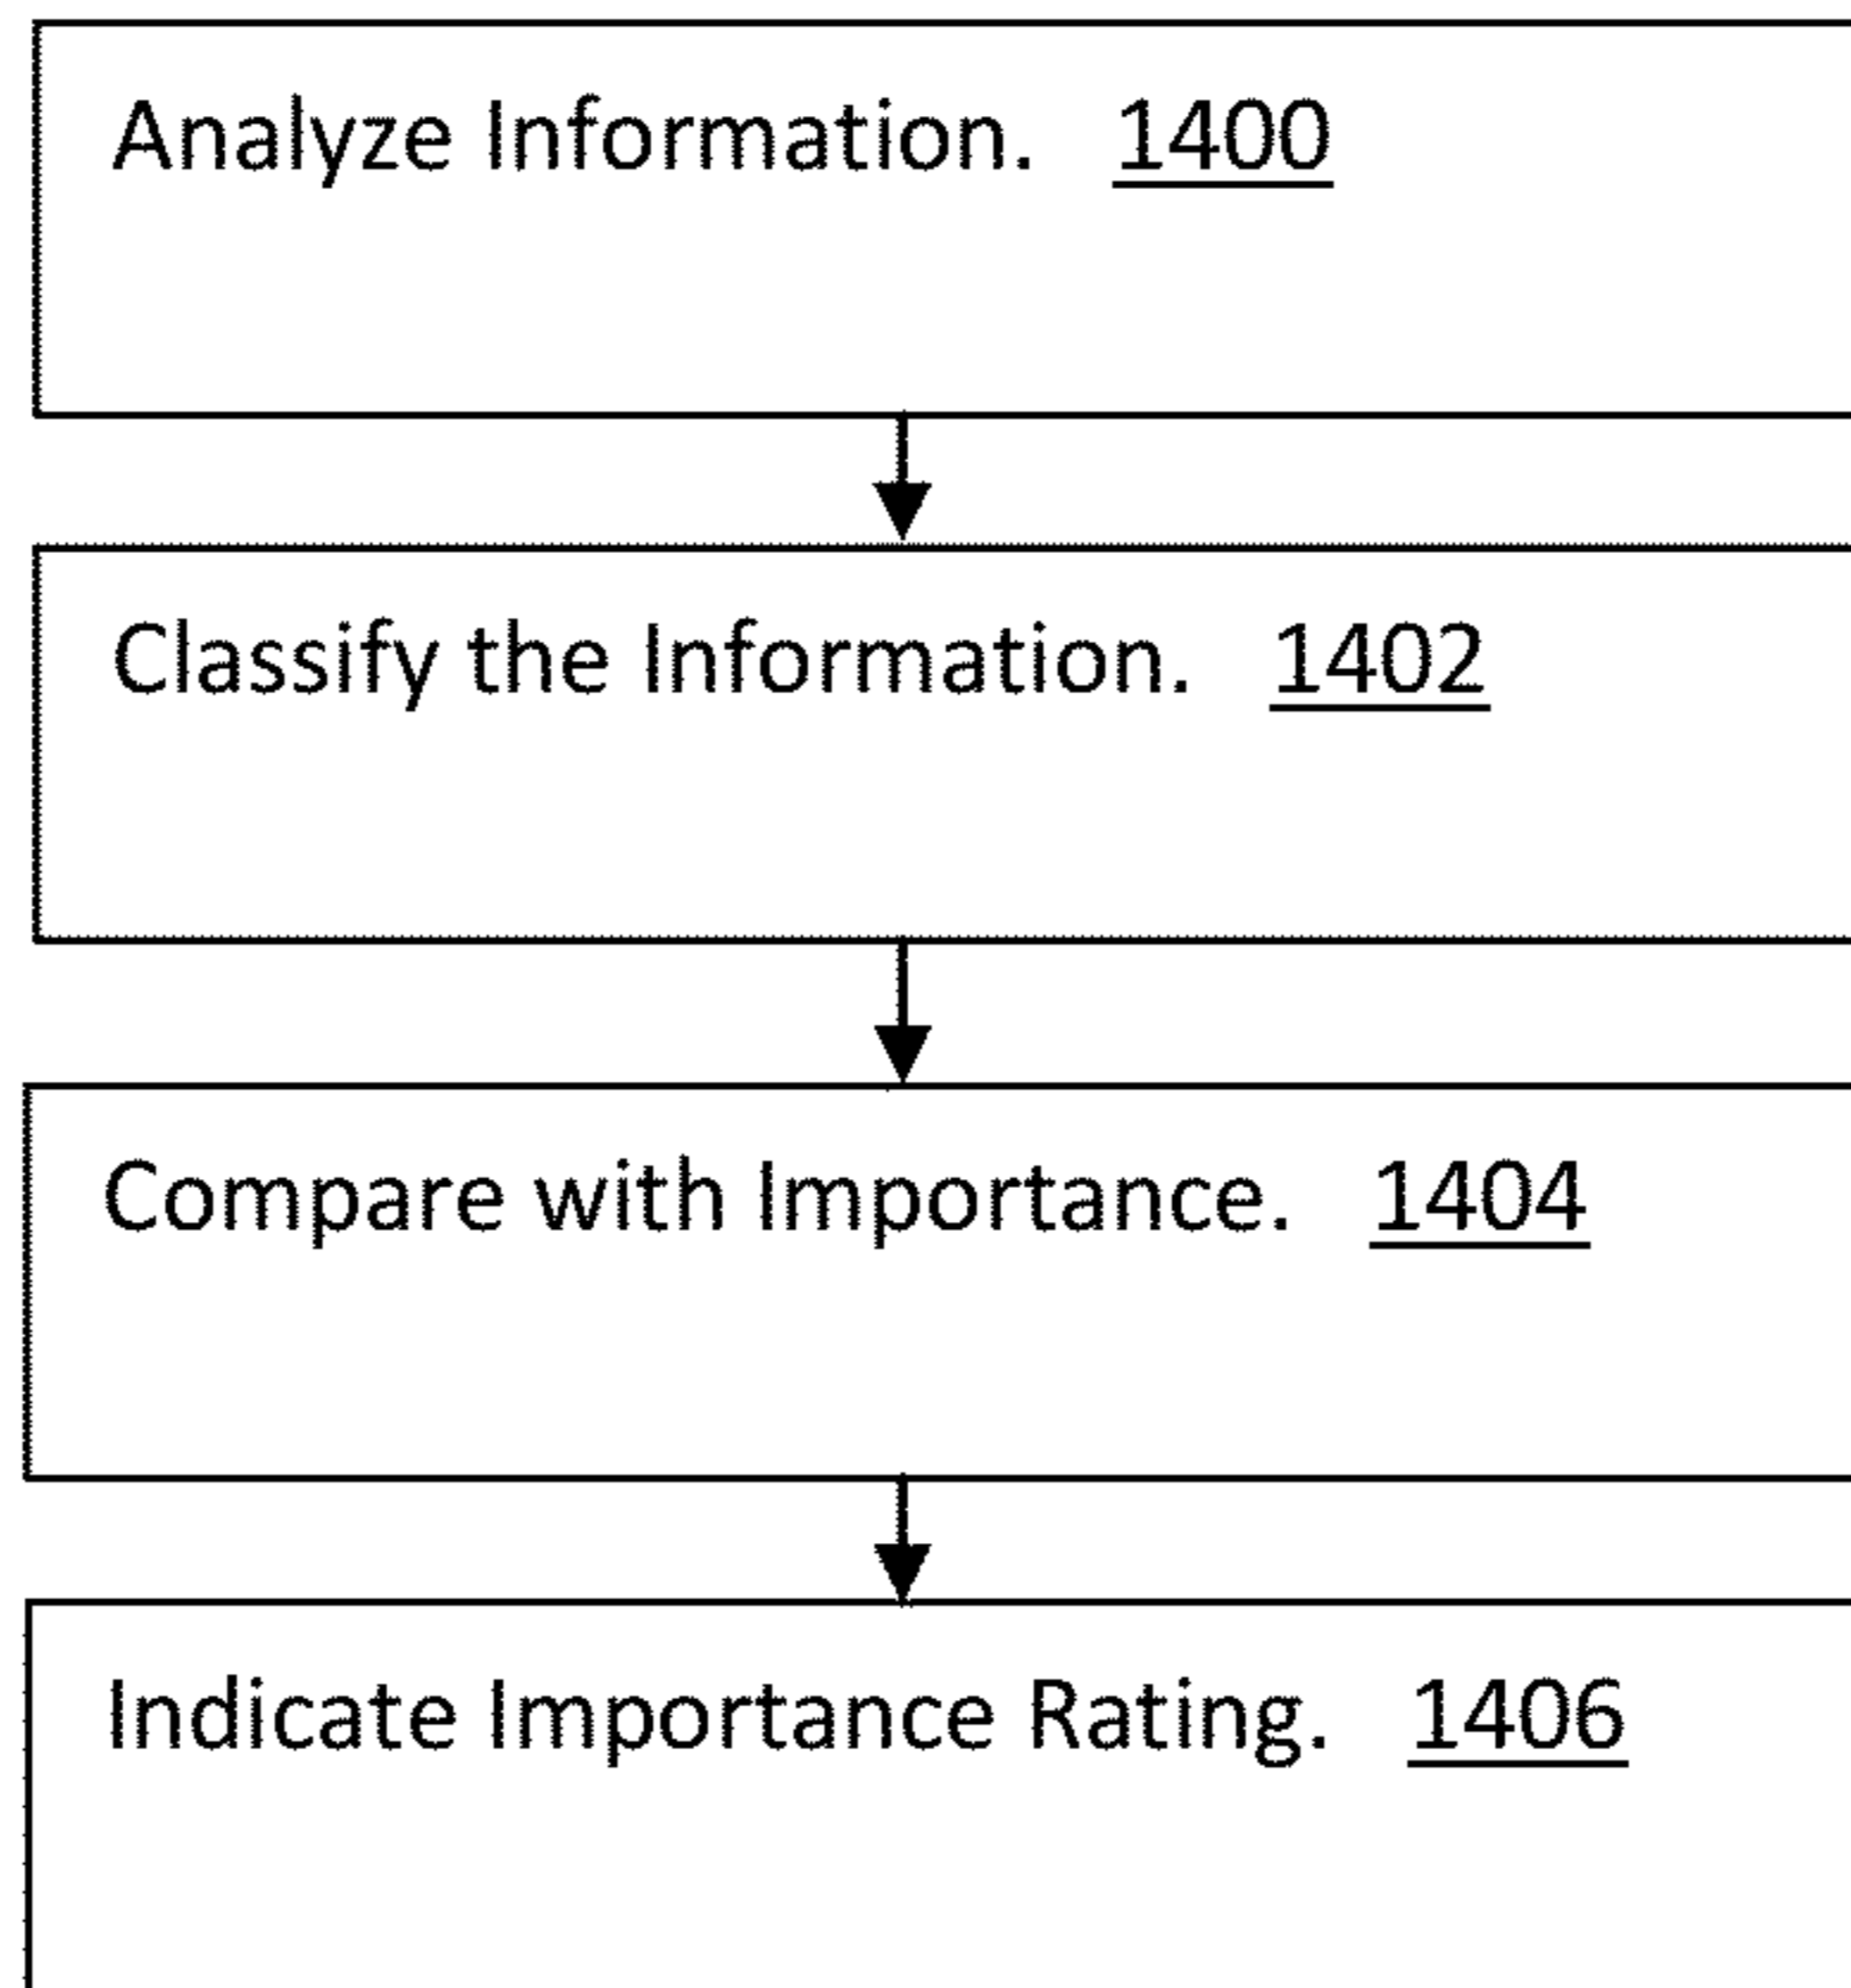 Analyze Information. 1400
Classify the Information. 1402
Compare with Importance. 1404
Indicate Importance Rating. 1406